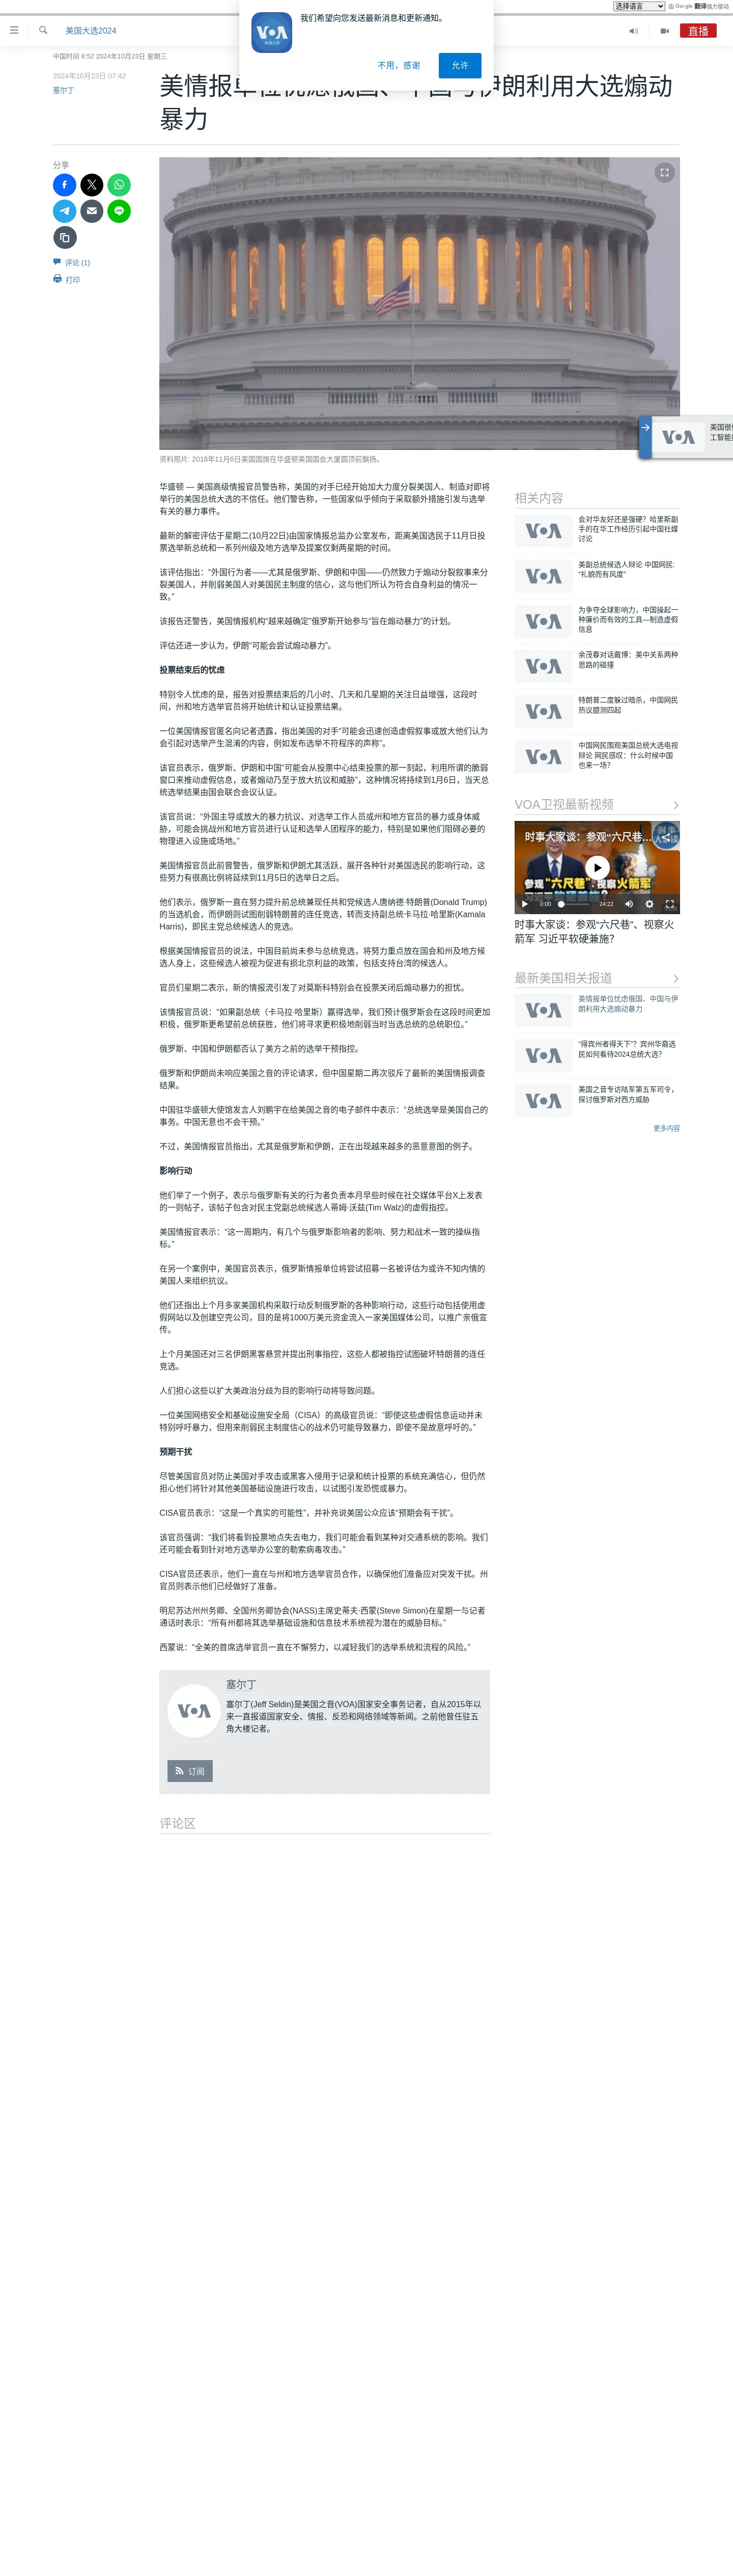 选择语言
由 Google 翻译强力驱动
我们希望向您发送最新消息和更新通知。
VOA
不用，感谢
允许
美国大选2024
直播
中国时间 8:52 2024年10月23日 星期三
2024年10月23日 07:42
塞尔丁
朗利用大选煽动
暴力
分享
评论 (1)
打印
资料照片: 2018年11月6日美国国旗在华盛顿美国国会大厦圆顶前飘扬。
华盛顿 — 美国高级情报官员警告称，美国的对手已经开始加大力度分裂美国人、制造对即将
举行的美国总统大选的不信任。他们警告称，一些国家似乎倾向于采取额外措施引发与选举
有关的暴力事件。
最新的解密评估于星期二(10月22日)由国家情报总监办公室发布，距离美国选民于11月日投
票选举新总统和一系列州级及地方选举及提案仅剩两星期的时间。
该评估指出：“外国行为者——尤其是俄罗斯、伊朗和中国——仍然致力于煽动分裂叙事来分
裂美国人，并削弱美国人对美国民主制度的信心，这与他们所认为符合自身利益的情况一
致。”
该报告还警告，美国情报机构“越来越确定”俄罗斯开始参与“旨在煽动暴力”的计划。
评估还进一步认为，伊朗“可能会尝试煽动暴力”。
投票结束后的忧虑
特别令人忧虑的是，报告对投票结束后的几小时、几天和几星期的关注日益增强，这段时
间，州和地方选举官员将开始统计和认证投票结果。
一位美国情报官匿名向记者透露，指出美国的对手“可能会迅速创造虚假叙事或放大他们认为
会引起对选举产生混淆的内容，例如发布选举不符程序的声称”。
该官员表示，俄罗斯、伊朗和中国“可能会从投票中心结束投票的那一刻起，利用所谓的脆弱
窗口来推动虚假信息，或者煽动乃至于放大抗议和威胁”，这种情况将持续到1月6日，当天总
统选举结果由国会联合会议认证。
该官员说：“外国主导或放大的暴力抗议、对选举工作人员或州和地方官员的暴力或身体威
胁，可能会挑战州和地方官员进行认证和选举人团程序的能力，特别是如果他们阻碍必要的
物理进入设施或场地。”
美国情报官员此前曾警告，俄罗斯和伊朗尤其活跃，展开各种针对美国选民的影响行动，这
些努力有很高比例将延续到11月5日的选举日之后。
他们表示，俄罗斯一直在努力提升前总统兼现任共和党候选人唐纳德·特朗普(Donald Trump)
的当选机会，而伊朗则试图削弱特朗普的连任竞选，转而支持副总统卡马拉·哈里斯(Kamala
Harris)，即民主党总统候选人的竞选。
根据美国情报官员的说法，中国目前尚未参与总统竞选，将努力重点放在国会和州及地方候
选人身上，这些候选人被视为促进有损北京利益的政策，包括支持台湾的候选人。
官员们星期二表示，新的情报流引发了对莫斯科特别会在投票关闭后煽动暴力的担忧。
该情报官员说：“如果副总统（卡马拉·哈里斯）赢得选举，我们预计俄罗斯会在这段时间更加
积极，俄罗斯更希望前总统获胜，他们将寻求更积极地削弱当时当选总统的总统职位。”
俄罗斯、中国和伊朗都否认了美方之前的选举干预指控。
俄罗斯和伊朗尚未响应美国之音的评论请求，但中国星期二再次驳斥了最新的美国情报调查
结果。
中国驻华盛顿大使馆发言人刘鹏宇在给美国之音的电子邮件中表示：“总统选举是美国自己的
事务。中国无意也不会干预。”
不过，美国情报官员指出，尤其是俄罗斯和伊朗，正在出现越来越多的恶意意图的例子。
影响行动
他们举了一个例子，表示与俄罗斯有关的行为者负责本月早些时候在社交媒体平台X上发表
的一则帖子，该帖子包含对民主党副总统候选人蒂姆·沃兹(Tim Walz)的虚假指控。
美国情报官表示：“这一周期内，有几个与俄罗斯影响者的影响、努力和战术一致的操纵指
标。”
在另一个案例中，美国官员表示，俄罗斯情报单位将尝试招募一名被评估为或许不知内情的
美国人来组织抗议。
他们还指出上个月多家美国机构采取行动反制俄罗斯的各种影响行动，这些行动包括使用虚
假网站以及创建空壳公司，目的是将1000万美元资金流入一家美国媒体公司，以推广亲俄宣
传。
上个月美国还对三名伊朗黑客悬赏并提出刑事指控，这些人都被指控试图破坏特朗普的连任
竞选。
人们担心这些以扩大美政治分歧为目的影响行动将导致问题。
一位美国网络安全和基础设施安全局（CISA）的高级官员说：“即使这些虚假信息运动并未
特别呼吁暴力，但用来削弱民主制度信心的战术仍可能导致暴力，即使不是故意呼吁的。”
预期干扰
尽管美国官员对防止美国对手攻击或黑客入侵用于记录和统计投票的系统充满信心，但仍然
担心他们将针对其他美国基础设施进行攻击，以试图引发恐慌或暴力。
CISA官员表示：“这是一个真实的可能性”，并补充说美国公众应该“预期会有干扰”。
该官员强调：“我们将看到投票地点失去电力，我们可能会看到某种对交通系统的影响。我们
还可能会看到针对地方选举办公室的勒索病毒攻击。”
CISA官员还表示，他们一直在与州和地方选举官员合作，以确保他们准备应对突发干扰。州
官员则表示他们已经做好了准备。
明尼苏达州州务卿、全国州务卿协会(NASS)主席史蒂夫·西蒙(Steve Simon)在星期一与记者
通话时表示：“所有州都将其选举基础设施和信息技术系统视为潜在的威胁目标。”
西蒙说：“全美的首席选举官员一直在不懈努力，以减轻我们的选举系统和流程的风险。”
VOA
塞尔丁
塞尔丁(Jeff Seldin)是美国之音(VOA)国家安全事务记者，自从2015年以
来一直报道国家安全、情报、反恐和网络领域等新闻。之前他曾任驻五
角大楼记者。
订阅
评论区
VOA
美国很
工智能
相关内容
VOA
会对华友好还是强硬？哈里斯副
手的在华工作经历引起中国社媒
讨论
VOA
美副总统候选人辩论 中国网民:
“礼貌而有风度”
VOA
为争夺全球影响力，中国操起一
种廉价而有效的工具—制造虚假
信息
VOA
余茂春对话戴博：美中关系两种
思路的碰撞
VOA
特朗普二度躲过暗杀，中国网民
热议臆测四起
VOA
中国网民围观美国总统大选电视
辩论 网民感叹：什么时候中国
也来一场？
VOA卫视最新视频
时事大家谈：参观“六尺巷...
参观“六尺巷”，视察火箭军
0:00
24:22
时事大家谈：参观“六尺巷”、视察火
箭军 习近平软硬兼施？
最新美国相关报道
VOA
美情报单位忧虑俄国、中国与伊
朗利用大选煽动暴力
VOA
“得宾州者得天下”？宾州华裔选
民如何看待2024总统大选？
VOA
美国之音专访陆军第五军司令，
探讨俄罗斯对西方威胁
更多内容